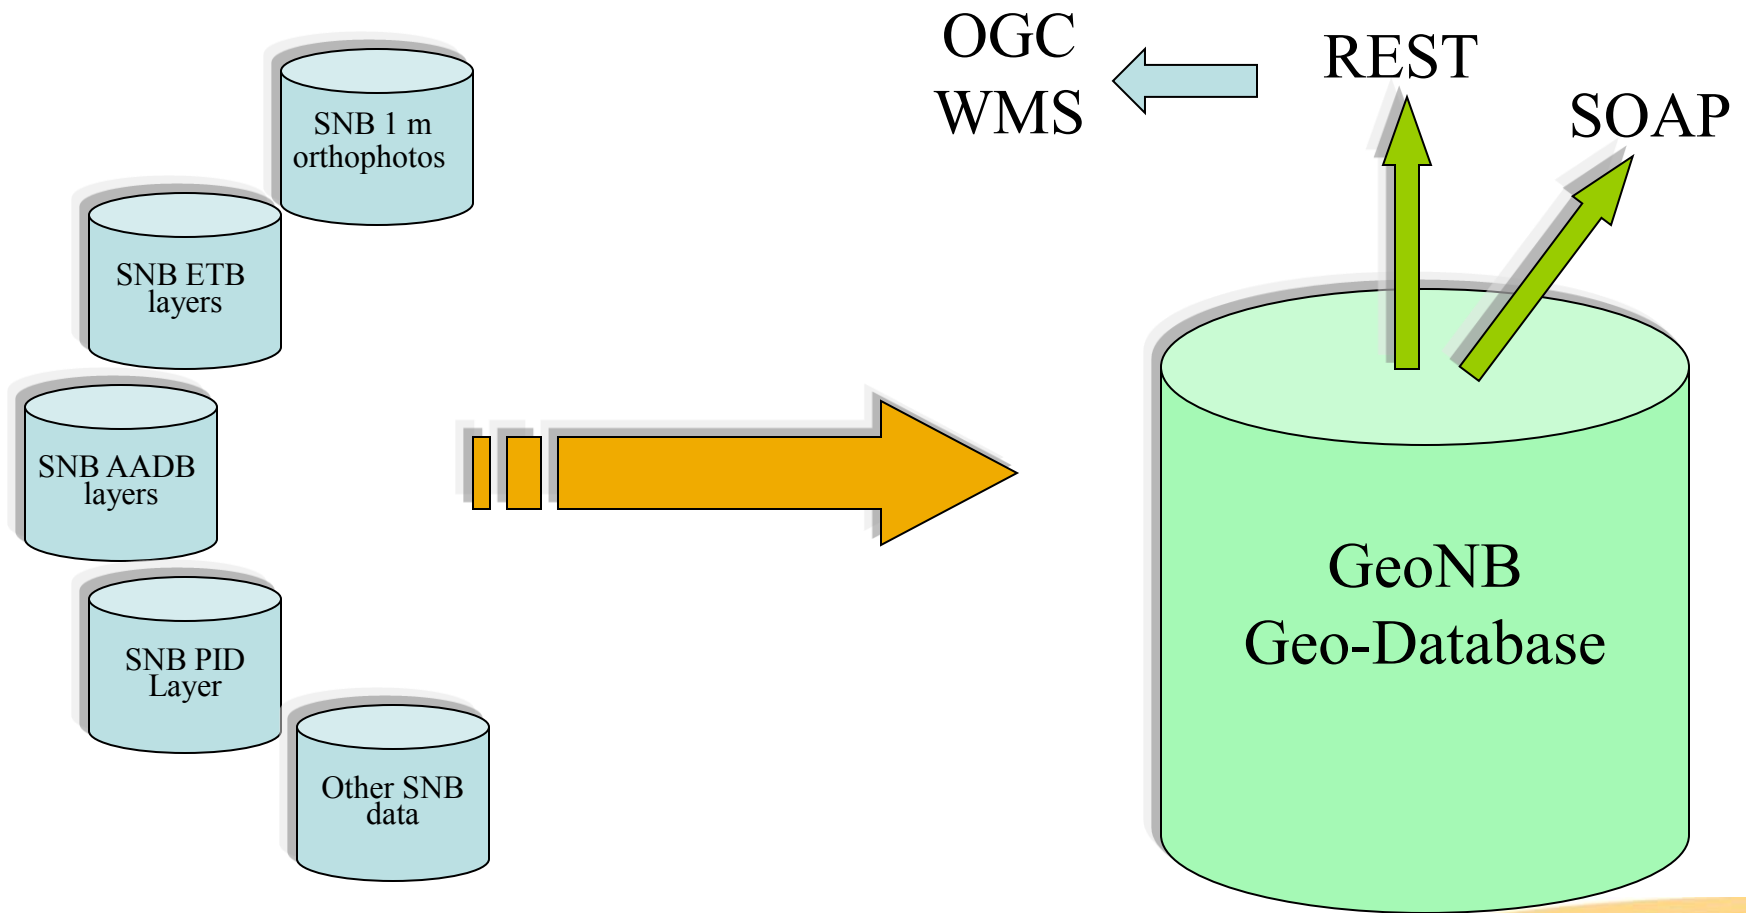 SNB 1 m
orthophotos
SNB ETB
layers
SNB AADB
layers
SNB PID
Layer
Other SNB
data
OGC
WMS
REST
SOAP
GeoNB
Geo-Database